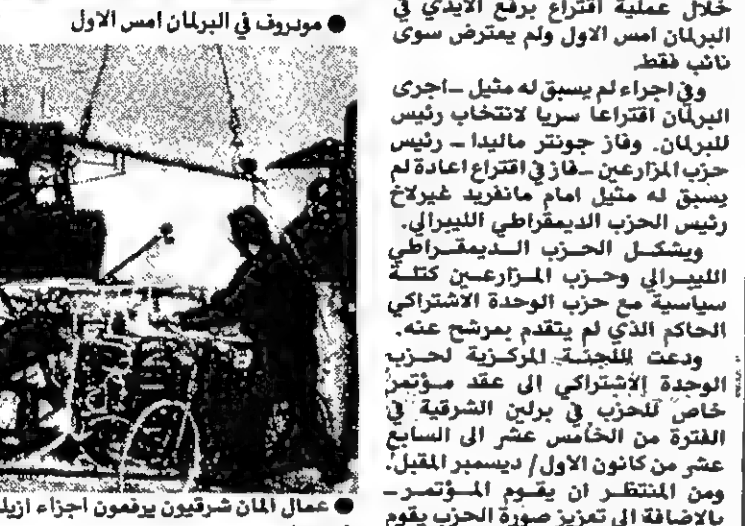 خلال عملية اقتراع برفع الايدي في
البرلمان امس الاول ولم يعترض سوى
نائب فقط.
وفي اجراء لم يسبق له مثيل ـ اجرى
البرلمان اقتراعا سريا لانتخاب رئيس
للبرلمان. وفاز جونتر ماليدا ـ رئيس
حزب المزارعين ـ فاز في اقتراع اعادة لم
يسبق له مثيل امام مانفريد غيرلاخ
رئيس الحزب الديمقراطي الليبرالي.
ويشكل الحزب الديمقراطي
الليبرالي وحزب المزارعين كتلة
سياسية مع حزب الوحدة الاشتراكي
الحاكم الذي لم يتقدم بمرشح عنه.
ودعت اللجنة المركزية لحزب
الوحدة الاشتراكي الى عقد مؤتمر
خاص للحزب في برلين الشرقية في
الفترة من الخامس عشر الى السابع
عشر من كانون الاول / ديسمبر المقبل.
ومن المنتظر ان يقوم المؤتمر ـ
بالاضافة الى تعزيز صورة الحزب يقوم
● مودروف في البرلمان امس الاول
● عمال المان شرقيون يرفعون اجزاء ازيلت